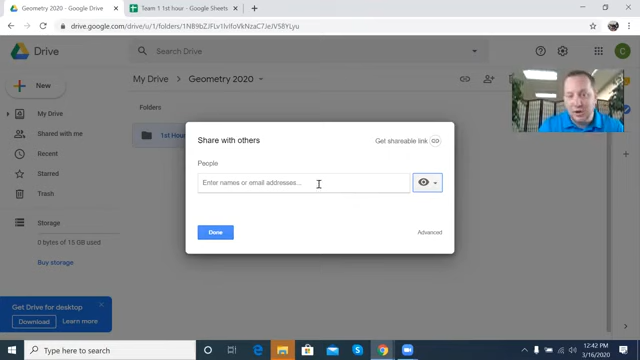 Geometry 2020 - Google Drive
Team 1 1st hour - Google Sheets
drive.google.com/drive/u/1/folders/
Drive
Search Drive
C
New
My Drive
Geometry 2020
My Drive
Shared with me
Recent
Starred
Trash
Storage
0 bytes of 15 GB used
Buy storage
Folders
1st Hour
Share with others
Get shareable link
People
Enter names or email addresses...
Done
Advanced
Get Drive for desktop
Download
Learn more
Type here to search
12:42 PM
3/16/2020